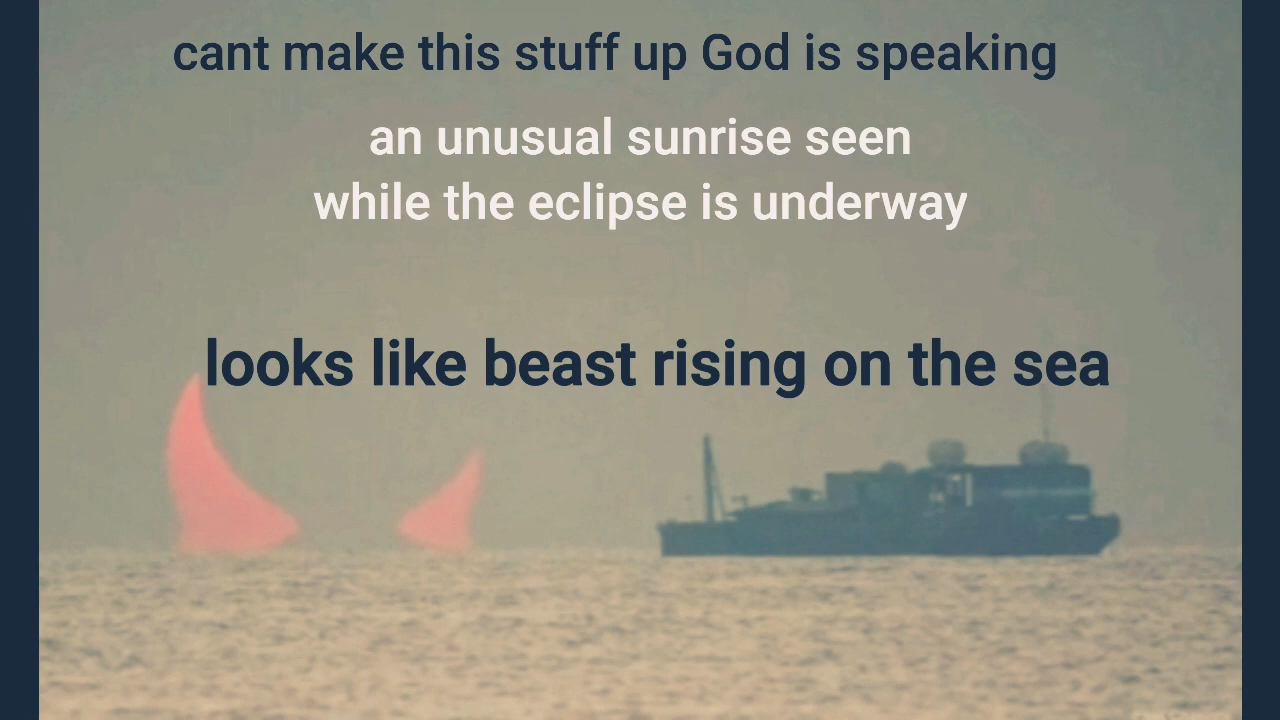 cant make this stuff up God is speaking
an unusual sunrise seen
while the eclipse is underway
looks like beast rising on the sea